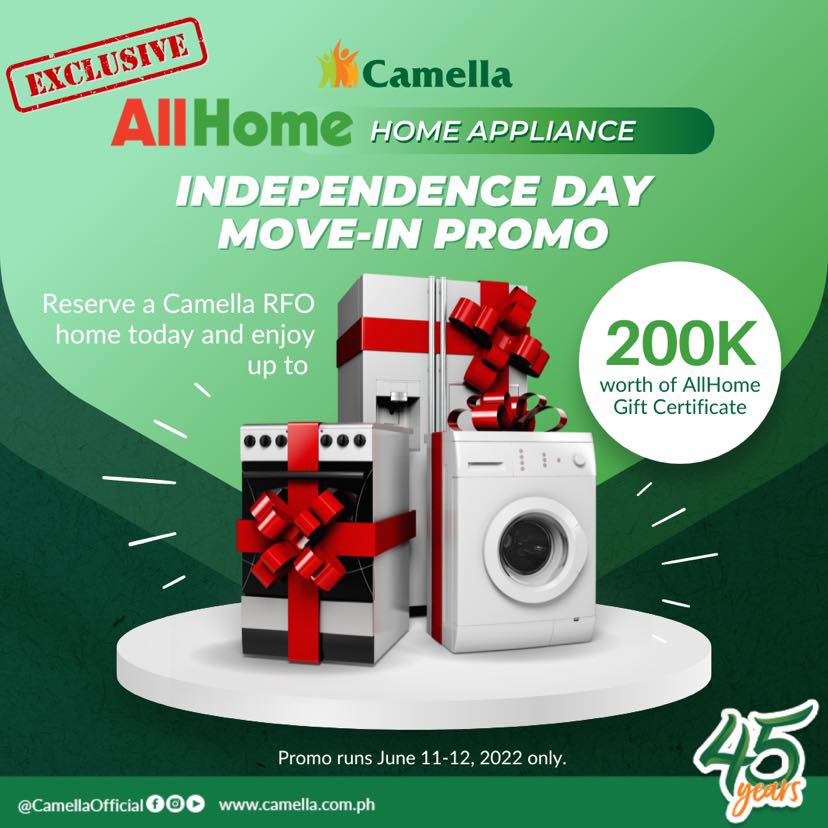 EXCLUSIVE
Camella
AllHome HOME APPLIANCE
INDEPENDENCE DAY
MOVE-IN PROMO
Reserve a Camella RFO
home today and enjoy
up to
200K
worth of AllHome
Gift Certificate
Promo runs June 11-12, 2022 only.
45
years
@CamellaOfficial www.camella.com.ph